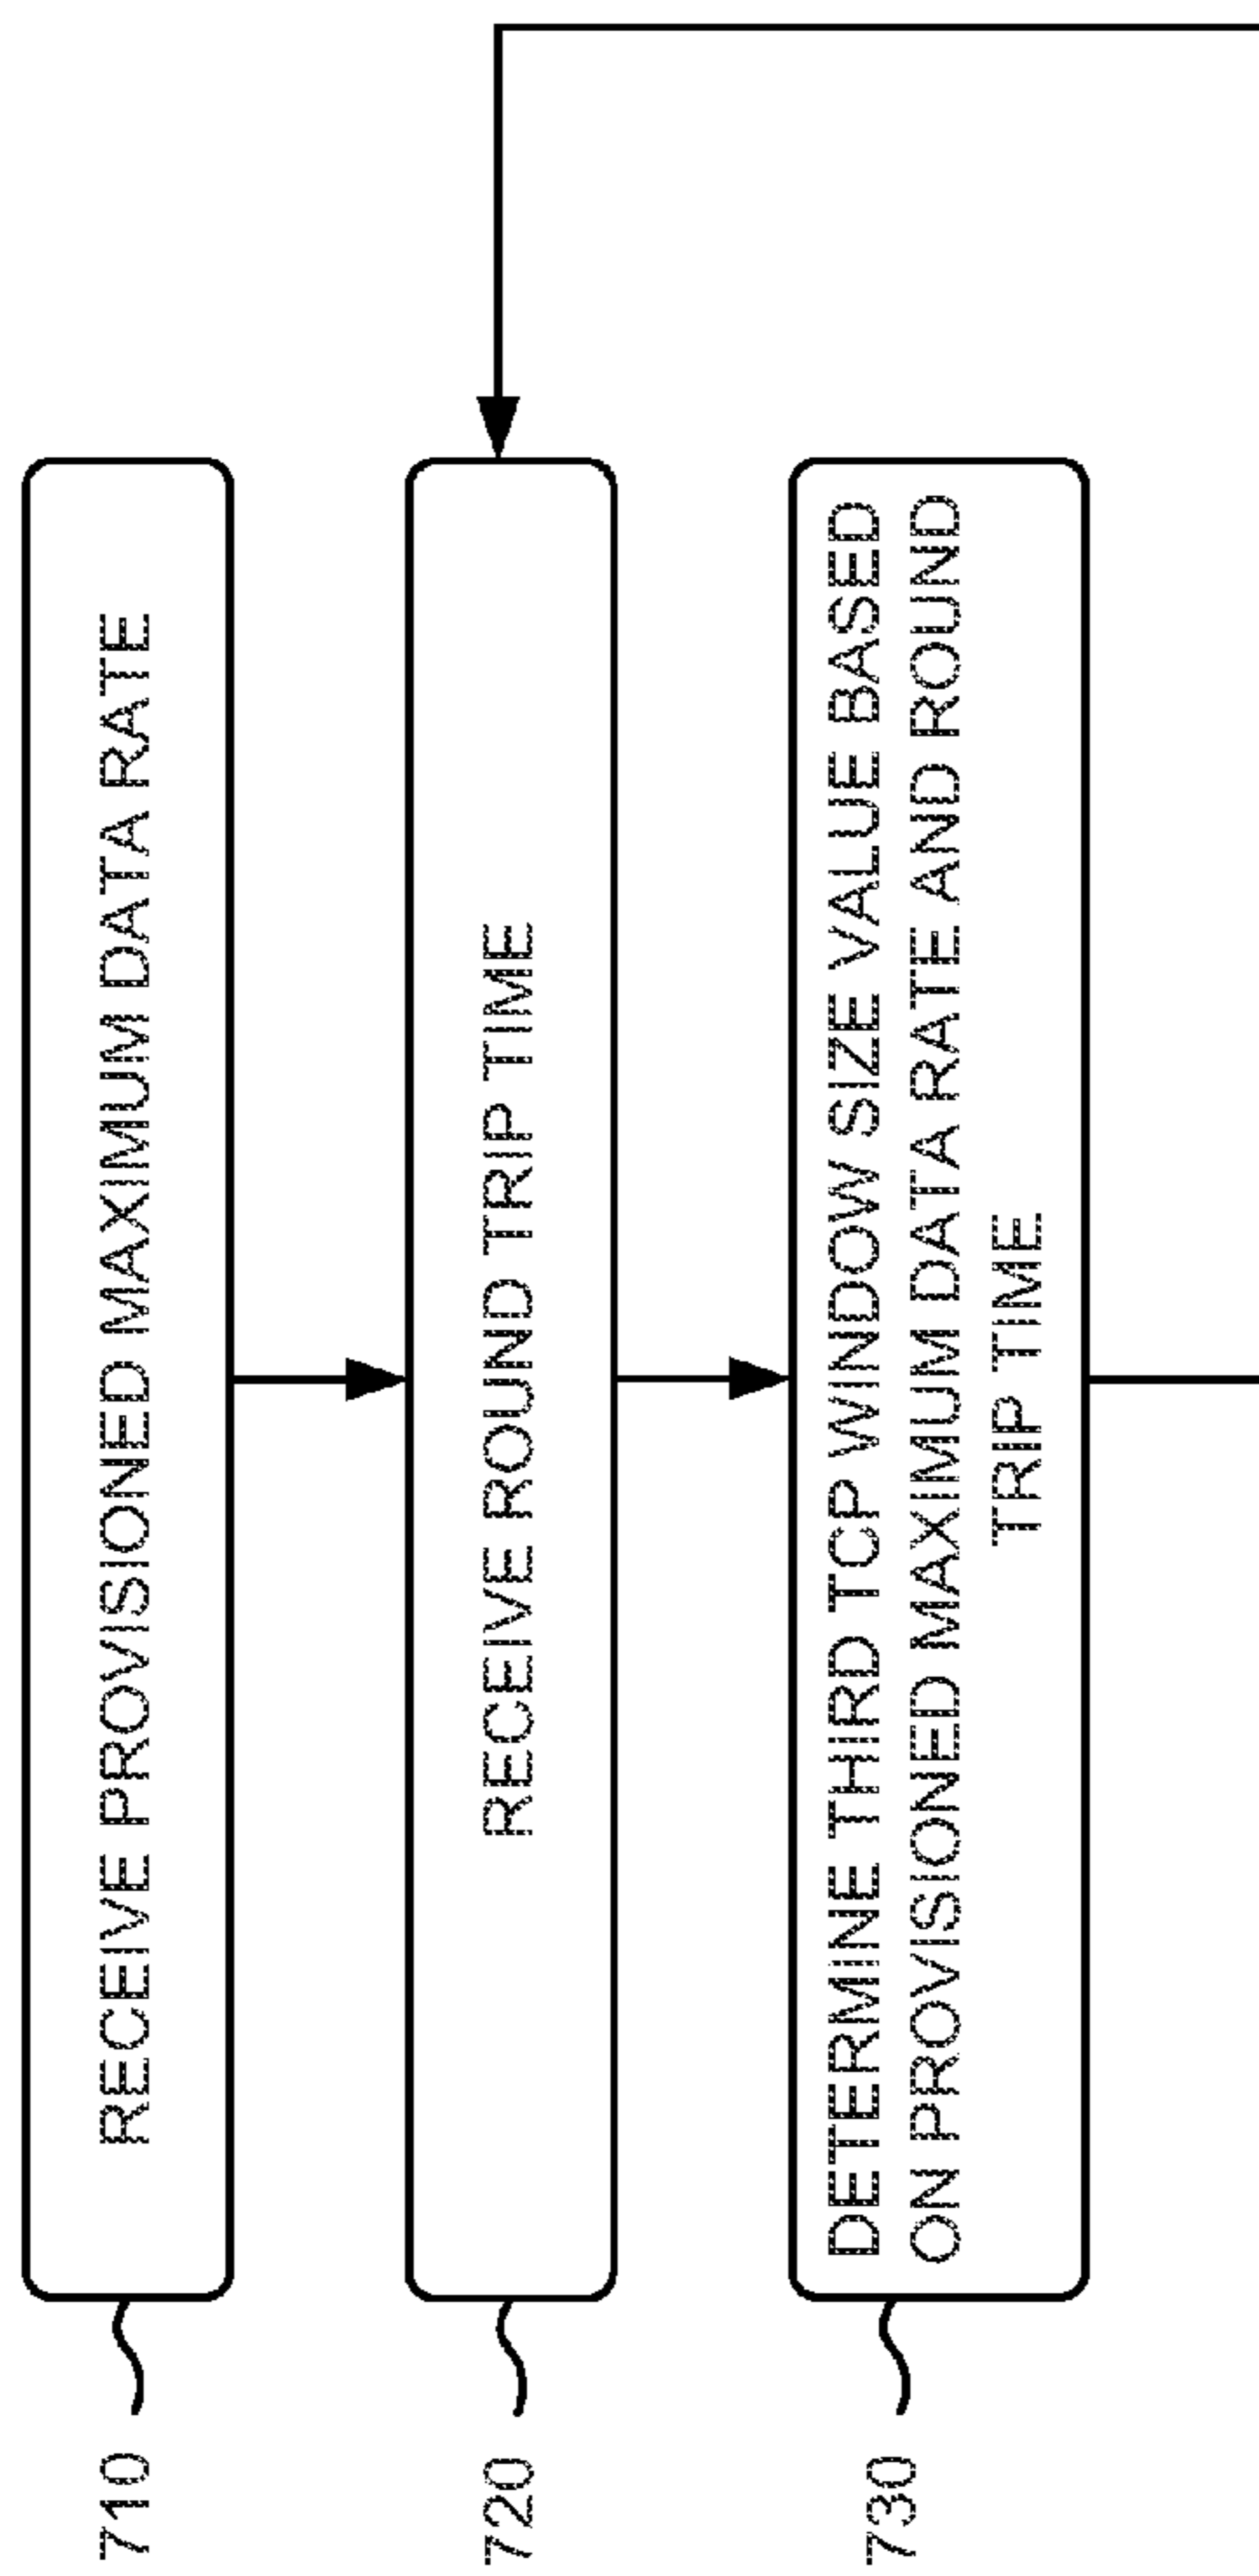 710
RECEIVE PROVISIONED MAXIMUM DATA RATE
720
RECEIVE ROUND TRIP TIME
730
DETERMINE THIRD TCP WINDOW SIZE VALUE BASED
ON PROVISIONED MAXIMUM DATA RATE AND ROUND
TRIP TIME